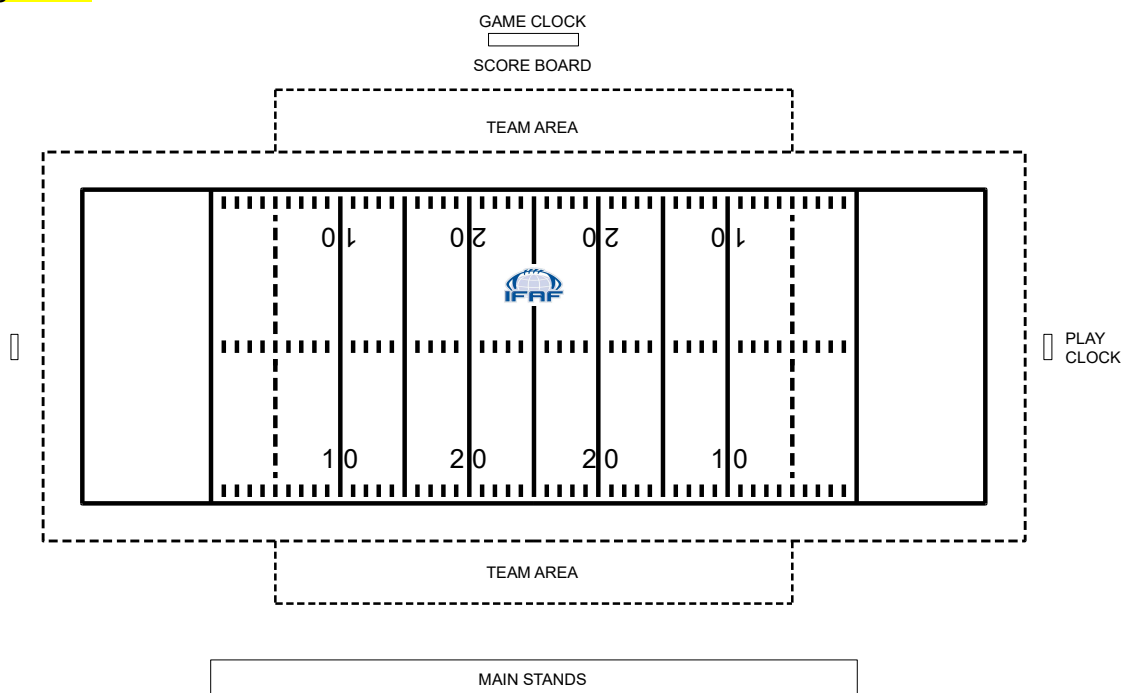 GAME CLOCK
SCORE BOARD
TEAM AREA
10 20 20 10
IFAF
PLAY
CLOCK
10 20 20 10
TEAM AREA
MAIN STANDS